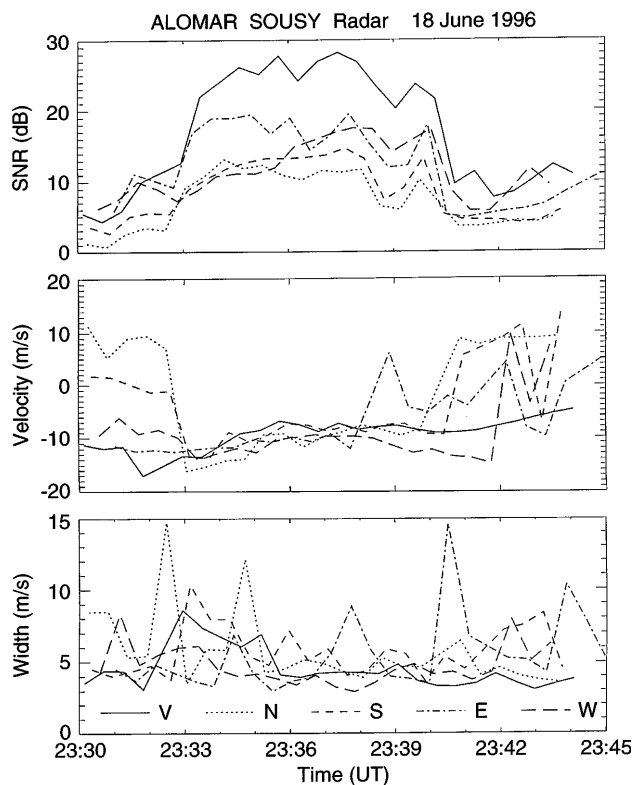 ALOMAR SOUSY Radar 18 June 1996
30
20
10
0
SNR (dB)
20
10
0
-10
-20
Velocity (m/s)
15
10
5
0
Width (m/s)
V N S E W
23:30 23:33 23:36 23:39 23:42 23:45
Time (UT)